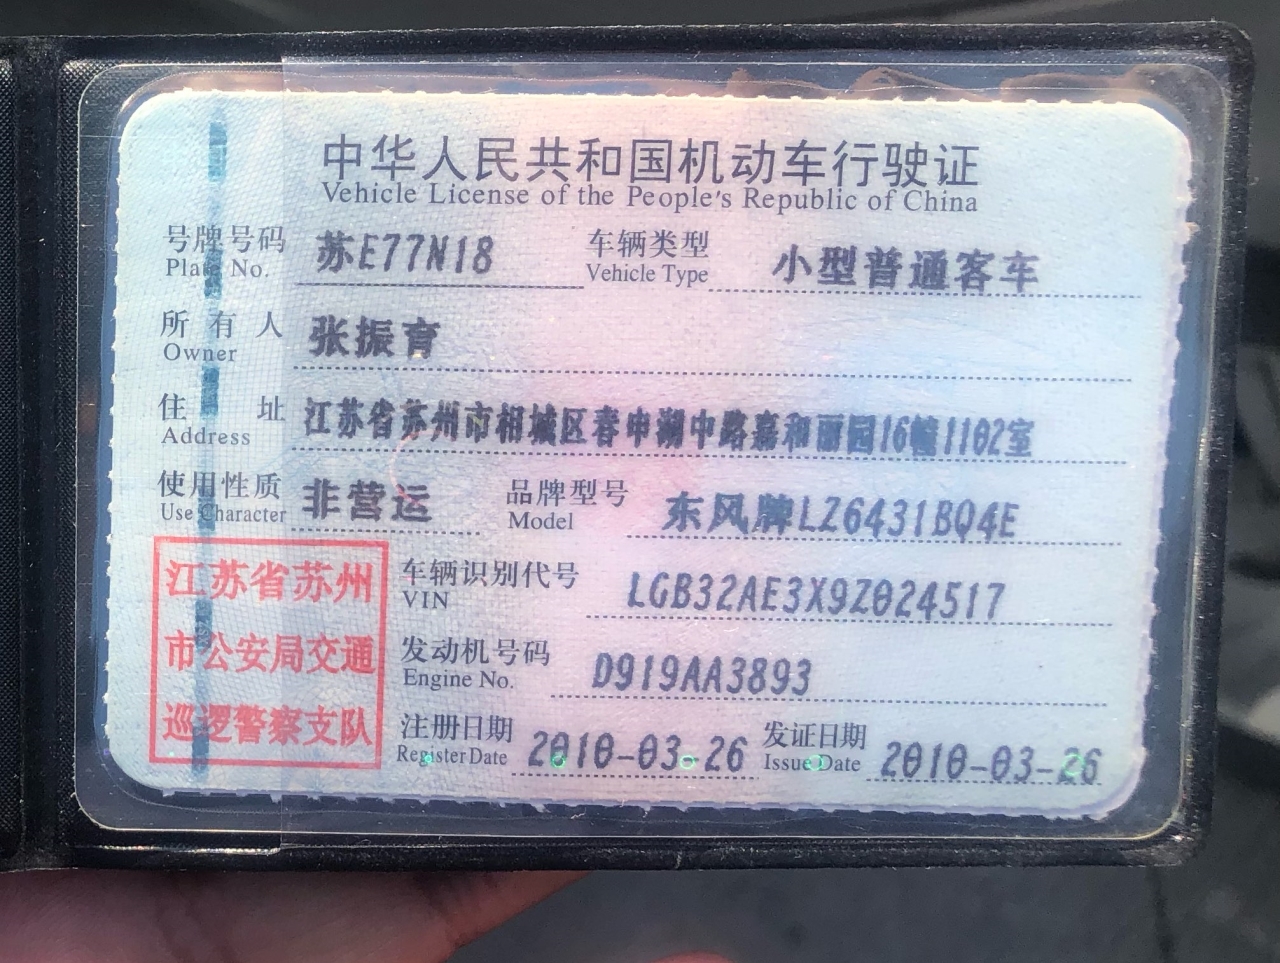 中华人民共和国机动车行驶证
Vehicle License of the People's Republic of China
号牌号码 苏E77N18 车辆类型 小型普通客车
Plate No. Vehicle Type
所有人 张振育
Owner
住址 江苏省苏州市相城区春申湖中路嘉和丽园16幢1102室
Address
使用性质 非营运 品牌型号 东风牌LZ6431BQ4E
Use Character Model
江苏省苏州
市公安局交通
巡逻警察支队
车辆识别代号 LGB32AE3X9Z024517
VIN
发动机号码 D919AA3893
Engine No.
注册日期 2010-03-26 发证日期 2010-03-26
Register Date Issue Date